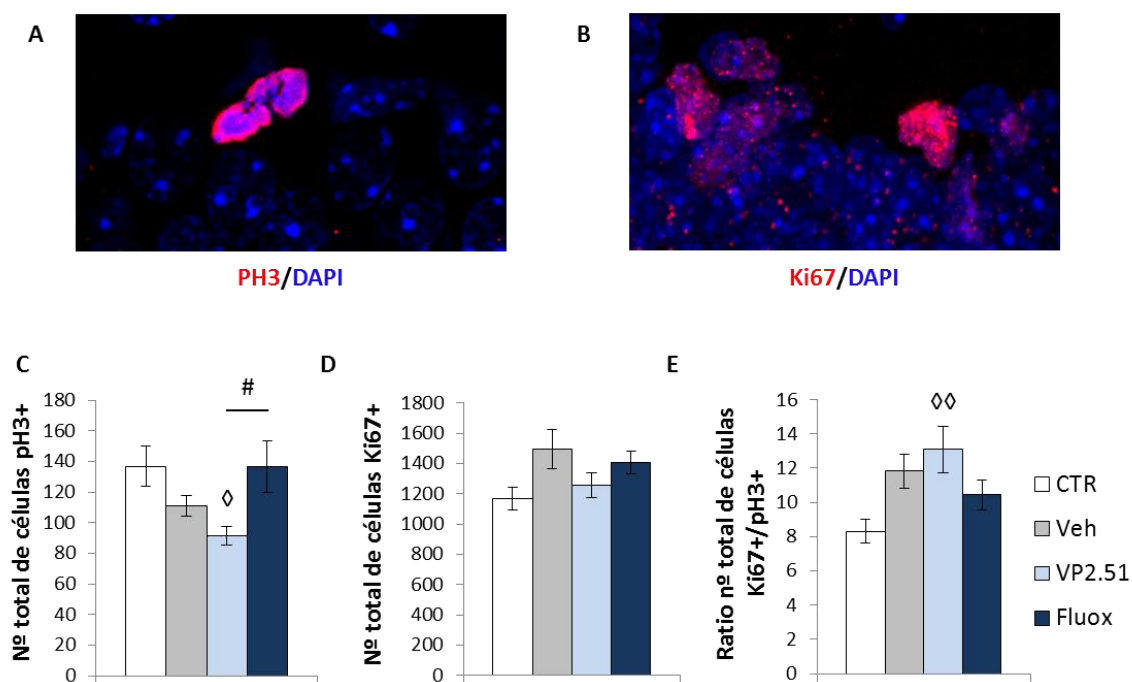 A
B
PH3/DAPI
Ki67/DAPI
C
D
E
Nº total de células pH3+
180
160
140
120
100
80
60
40
20
0
◊
#
Nº total de células Ki67+
1800
1600
1400
1200
1000
800
600
400
200
0
Ratio nº total de células
Ki67+/pH3+
16
14
12
10
8
6
4
2
0
◊◊
CTR
Veh
VP2.51
Fluox